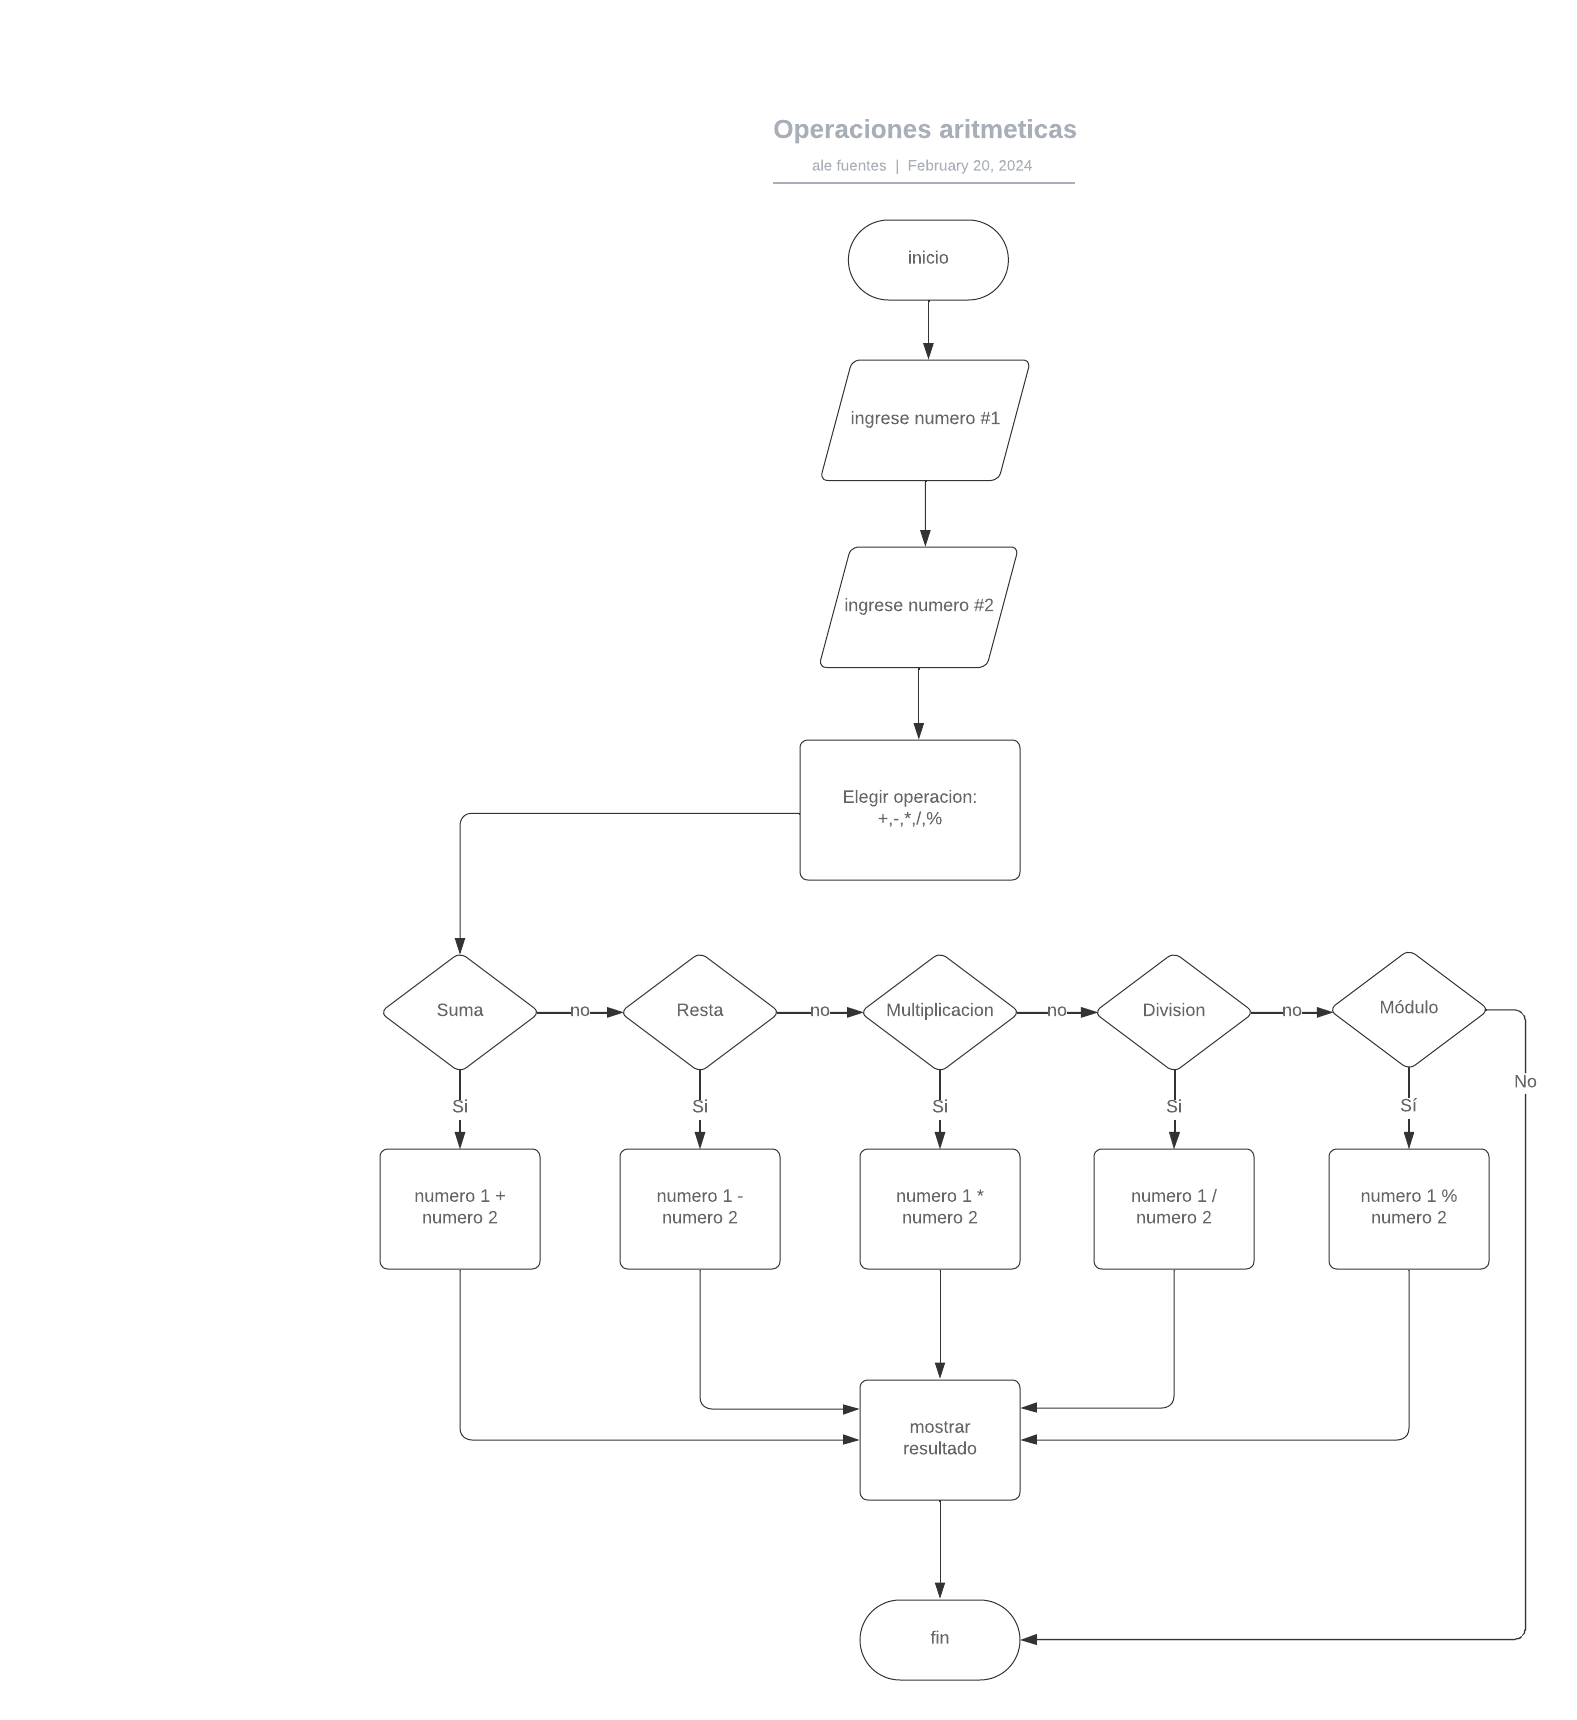 Operaciones aritmeticas
ale fuentes | February 20, 2024
inicio
ingrese numero #1
ingrese numero #2
Elegir operacion:
+,-,*,/,%
Suma
no
Resta
no
Multiplicacion
no
Division
no
Módulo
No
Si
Si
Si
Si
Sí
numero 1 +
numero 2
numero 1 -
numero 2
numero 1 *
numero 2
numero 1 /
numero 2
numero 1 %
numero 2
mostrar
resultado
fin